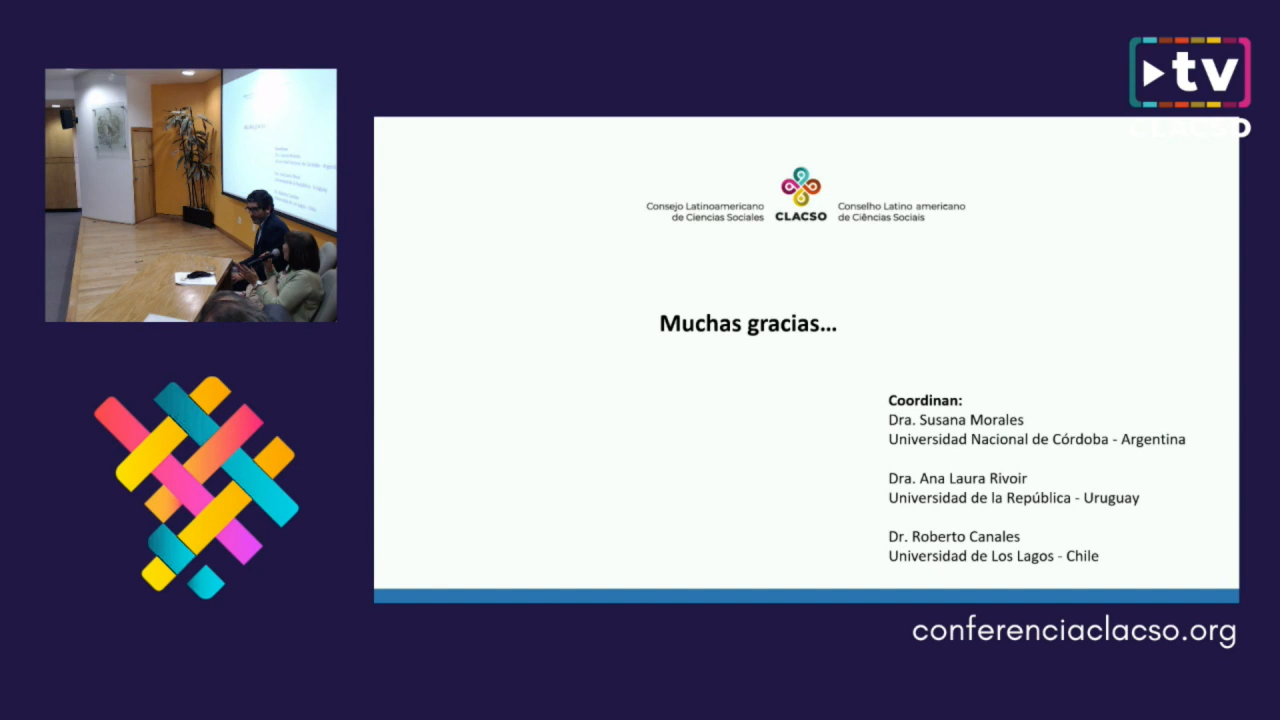 tv
CLACSO
Consejo Latinoamericano
de Ciencias Sociales
CLACSO
Conselho Latino americano
de Ciências Sociais
Muchas gracias...
Coordinan:
Dra. Susana Morales
Universidad Nacional de Córdoba - Argentina
Dra. Ana Laura Rivoir
Universidad de la República - Uruguay
Dr. Roberto Canales
Universidad de Los Lagos - Chile
conferenciaclacso.org